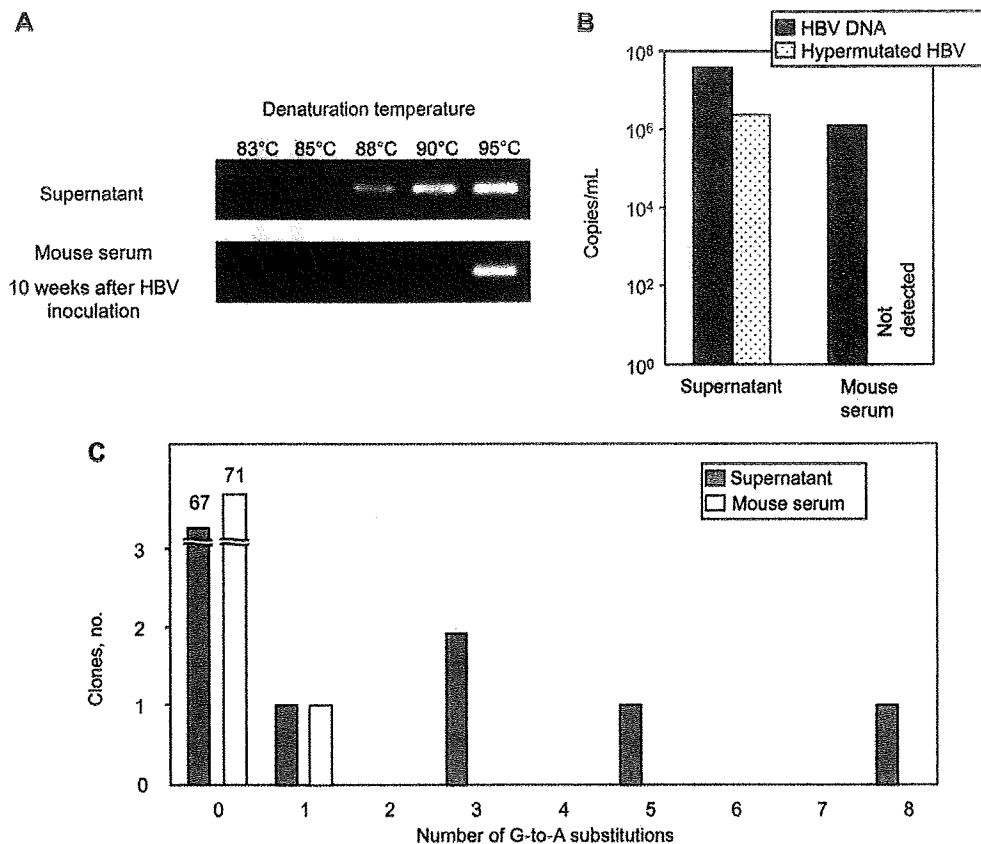 A
Denaturation temperature
83°C 85°C 88°C 90°C 95°C
Supernatant
Mouse serum
10 weeks after HBV
inoculation
B
HBV DNA
Hypermutated HBV
10⁸
10⁶
10⁴
10²
10⁰
Copies/mL
Not
detected
Supernatant
Mouse
serum
C
67
71
Supernatant
Mouse serum
3
2
1
0
Clones, no.
0 1 2 3 4 5 6 7 8
Number of G-to-A substitutions